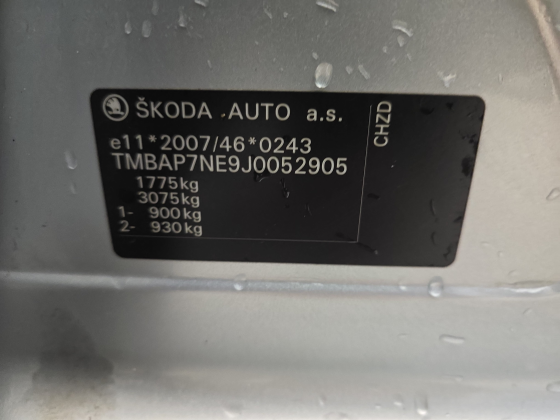 ŠKODA AUTO a.s.
e11*2007/46*0243
TMBAP7NE9J0052905
1775kg
3075kg
1- 900kg
2- 930kg
CHZD